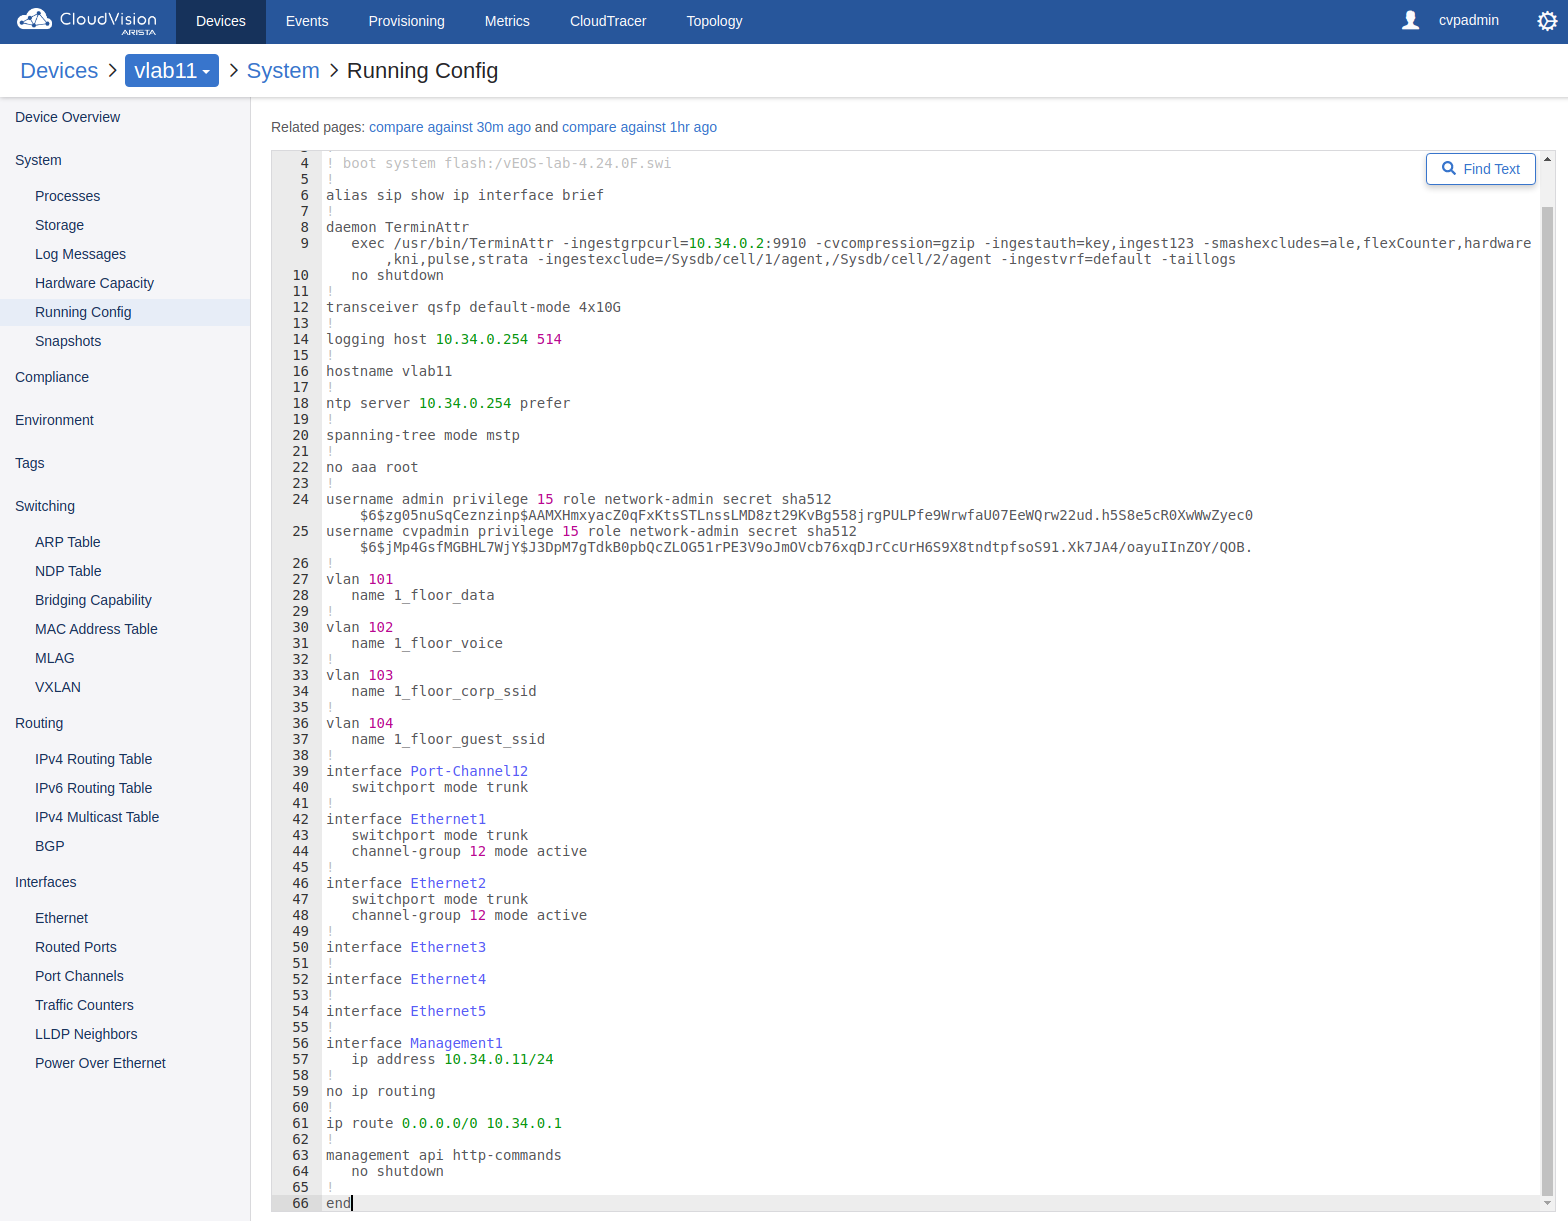 CloudVision
ARISTA
Devices Events Provisioning Metrics CloudTracer Topology cvpadmin
Devices > vlab11 > System > Running Config
Device Overview
System
Processes
Storage
Log Messages
Hardware Capacity
Running Config
Snapshots
Compliance
Environment
Tags
Switching
ARP Table
NDP Table
Bridging Capability
MAC Address Table
MLAG
VXLAN
Routing
IPv4 Routing Table
IPv6 Routing Table
IPv4 Multicast Table
BGP
Interfaces
Ethernet
Routed Ports
Port Channels
Traffic Counters
LLDP Neighbors
Power Over Ethernet
Related pages: compare against 30m ago and compare against 1hr ago
Find Text
4 ! boot system flash:/vEOS-lab-4.24.0F.swi
5 !
6 alias sip show ip interface brief
7 !
8 daemon TerminAttr
9 exec /usr/bin/TerminAttr -ingestgrpcurl=10.34.0.2:9910 -cvcompression=gzip -ingestauth=key,ingest123 -smashexcludes=ale,flexCounter,hardware
,kni,pulse,strata -ingestexclude=/Sysdb/cell/1/agent,/Sysdb/cell/2/agent -ingestvrf=default -taillogs
10 no shutdown
11 !
12 transceiver qsfp default-mode 4x10G
13 !
14 logging host 10.34.0.254 514
15 !
16 hostname vlab11
17 !
18 ntp server 10.34.0.254 prefer
19 !
20 spanning-tree mode mstp
21 !
22 no aaa root
23 !
24 username admin privilege 15 role network-admin secret sha512
$6$zg05nuSqCeznzinp$AAMXHmxyacZ0qFxKtsSTLnssLMD8zt29KvBg558jrgPULPfe9WrwfaU07EeWQrw22ud.h5S8e5cR0XwWwZyec0
25 username cvpadmin privilege 15 role network-admin secret sha512
$6$jMp4GsfMGBHL7WjY$J3DpM7gTdkB0pbQcZLOG51rPE3V9oJmOVcb76xqDJrCcUrH6S9X8tndtpfsoS91.Xk7JA4/oayuIInZOY/QOB.
26 !
27 vlan 101
28 name 1_floor_data
29 !
30 vlan 102
31 name 1_floor_voice
32 !
33 vlan 103
34 name 1_floor_corp_ssid
35 !
36 vlan 104
37 name 1_floor_guest_ssid
38 !
39 interface Port-Channel12
40 switchport mode trunk
41 !
42 interface Ethernet1
43 switchport mode trunk
44 channel-group 12 mode active
45 !
46 interface Ethernet2
47 switchport mode trunk
48 channel-group 12 mode active
49 !
50 interface Ethernet3
51 !
52 interface Ethernet4
53 !
54 interface Ethernet5
55 !
56 interface Management1
57 ip address 10.34.0.11/24
58 !
59 no ip routing
60 !
61 ip route 0.0.0.0/0 10.34.0.1
62 !
63 management api http-commands
64 no shutdown
65 !
66 end